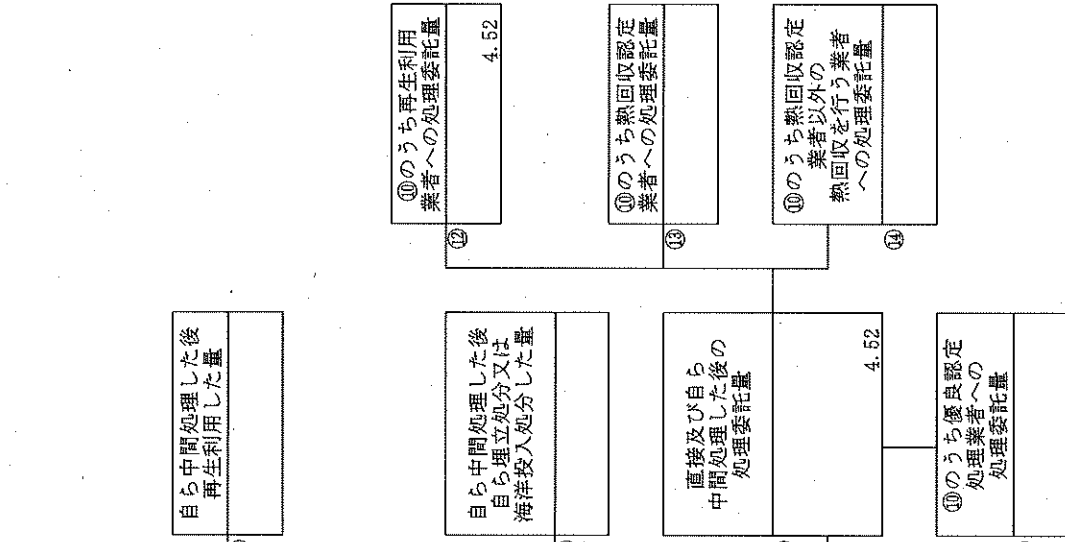 自ら中間処理した後
再生利用した量
自ら中間処理した後
自ら埋立処分又は
海洋投入処分した量
直接及び自ら
中間処理した後の
処理委託量
4.52
⑩のうち優良認定
処理業者への
処理委託量
⑫
⑩のうち再生利用
業者への処理委託量
4.52
⑬
⑩のうち熱回収認定
業者への処理委託量
⑭
⑩のうち熱回収認定
業者以外の
熱回収を行う業者
への処理委託量